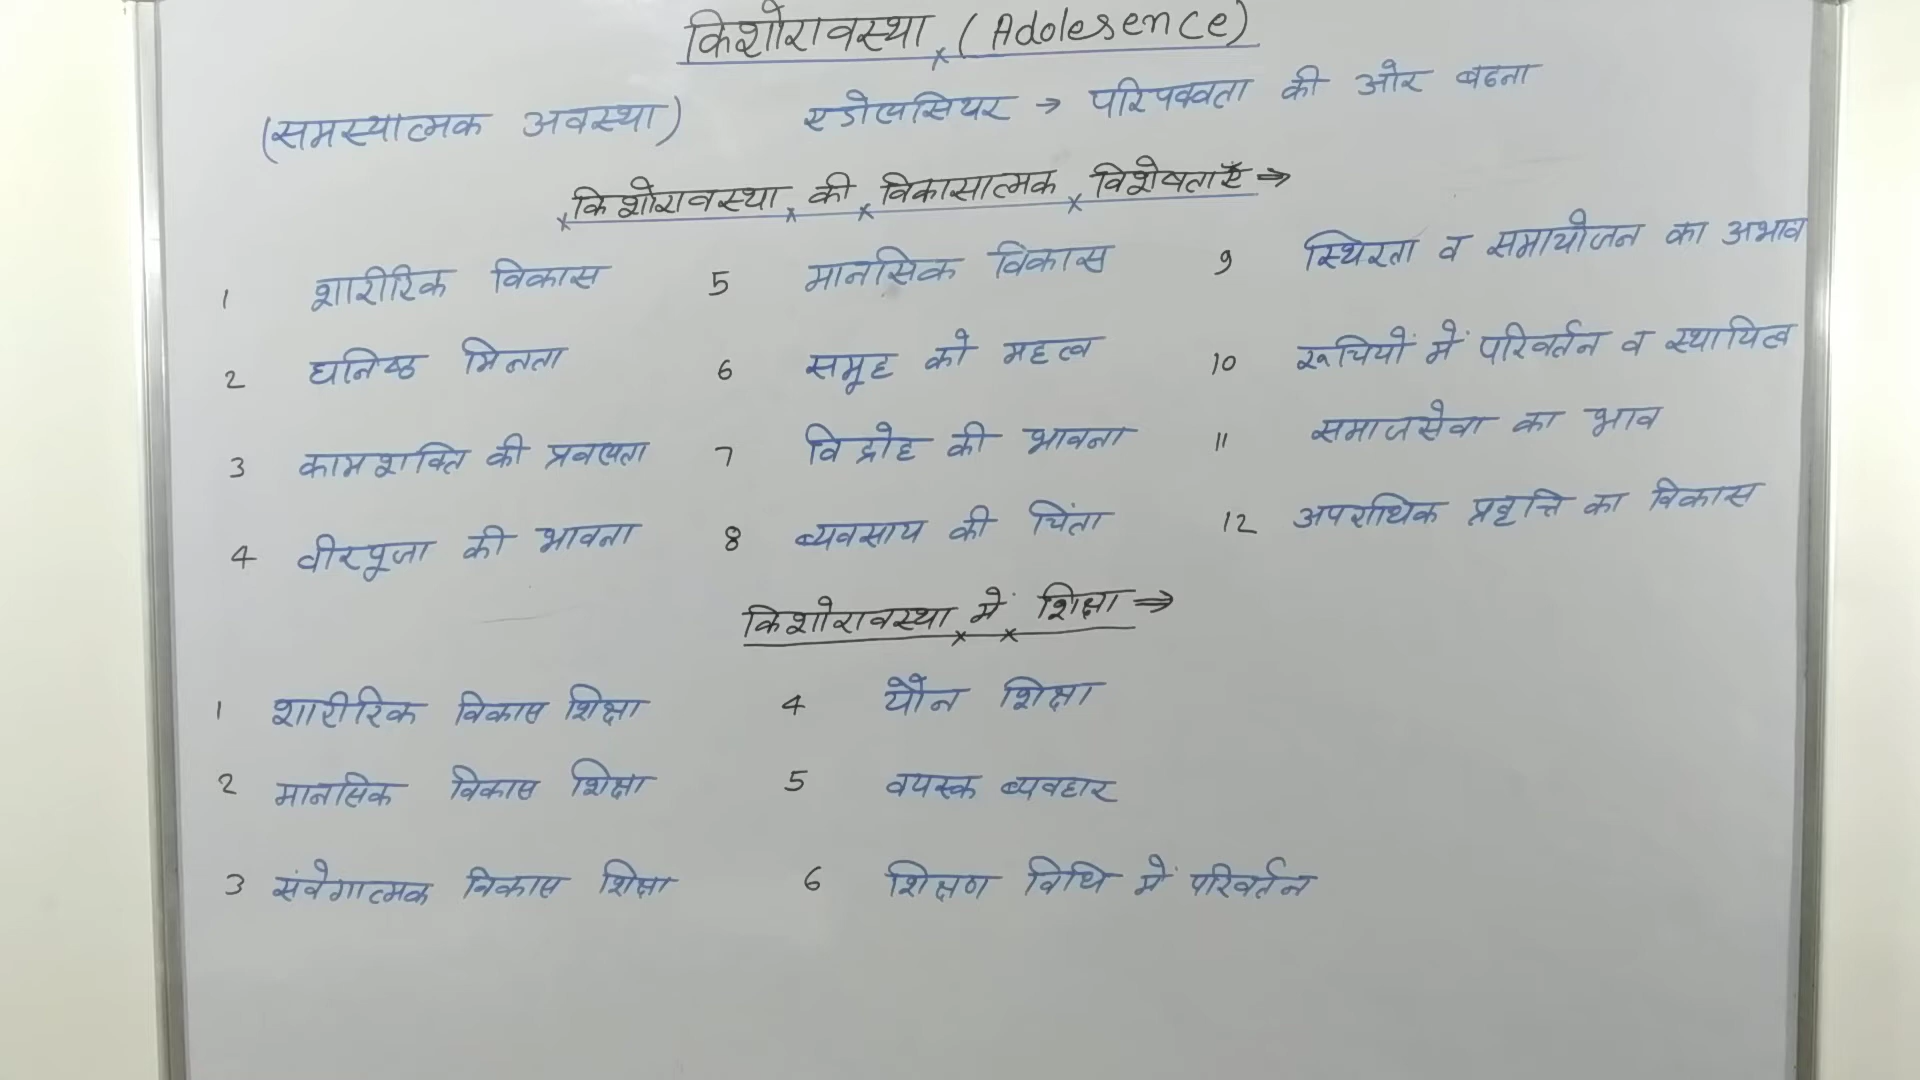 किशोरावस्था (Adolesence)
(समस्यात्मक अवस्था) एडोलसियर → परिपक्वता की ओर बढना
किशोरावस्था की विकासात्मक विशेषताएँ ⇒
1 शारीरिक विकास 5 मानसिक विकास 9 स्थिरता व समायोजन का अभाव
2 घनिष्ठ मित्रता 6 समूह को महत्व 10 रूचियों में परिवर्तन व स्थायित्व
3 कामशक्ति की प्रबलता 7 विद्रोह की भावना 11 समाजसेवा का भाव
4 वीरपूजा की भावना 8 व्यवसाय की चिंता 12 अपराधिक प्रवृत्ति का विकास
किशोरावस्था में शिक्षा ⇒
1 शारीरिक विकास शिक्षा 4 यौन शिक्षा
2 मानसिक विकास शिक्षा 5 वयस्क व्यवहार
3 संवेगात्मक विकास शिक्षा 6 शिक्षण विधि में परिवर्तन